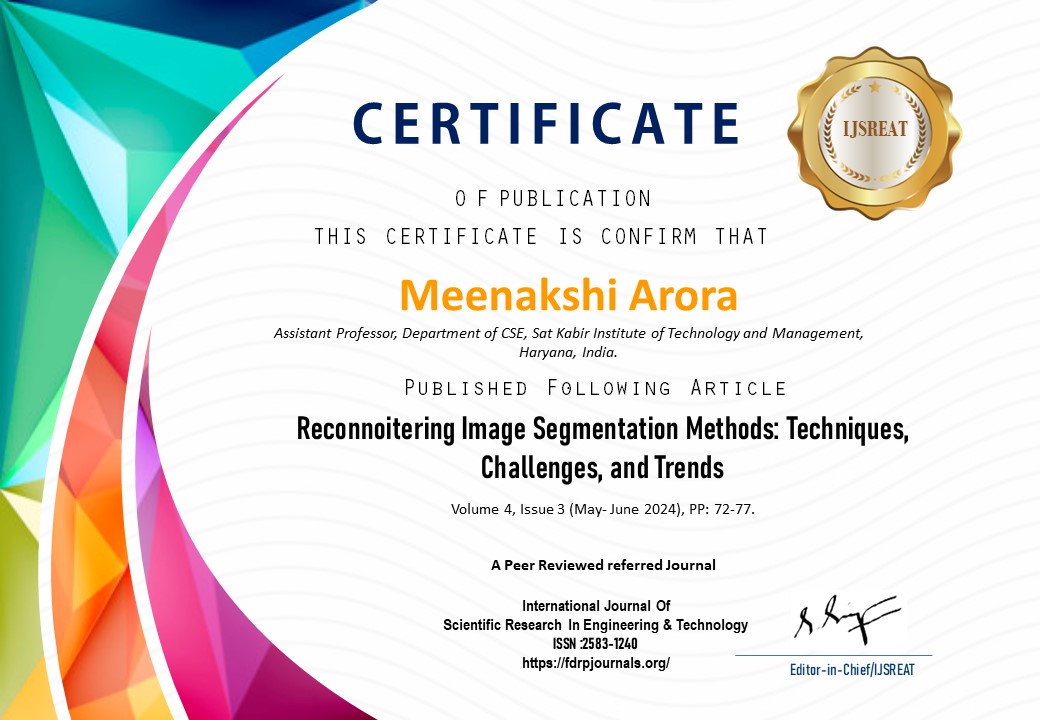 CERTIFICATE
IJSREAT
O F PUBLICATION
THIS CERTIFICATE IS CONFIRM THAT
Meenakshi Arora
Assistant Professor, Department of CSE, Sat Kabir Institute of Technology and Management,
Haryana, India.
Published Following Article
Reconnoitering Image Segmentation Methods: Techniques,
Challenges, and Trends
Volume 4, Issue 3 (May- June 2024), PP: 72-77.
A Peer Reviewed referred Journal
International Journal Of
Scientific Research In Engineering & Technology
ISSN :2583-1240
https://fdrpjournals.org/
Editor-in-Chief/IJSREAT